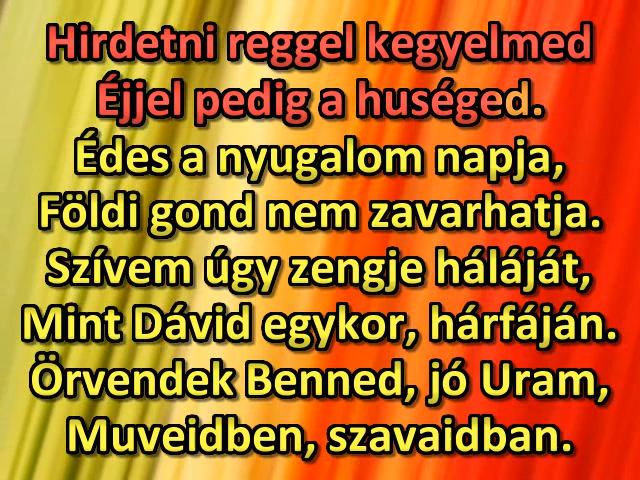 Hirdetni reggel kegyelmed
Éjjel pedig a huséged.
Édes a nyugalom napja,
Földi gond nem zavarhatja.
Szívem úgy zengje háláját,
Mint Dávid egykor, hárfáján.
Örvendek Benned, jó Uram,
Muveidben, szavaidban.